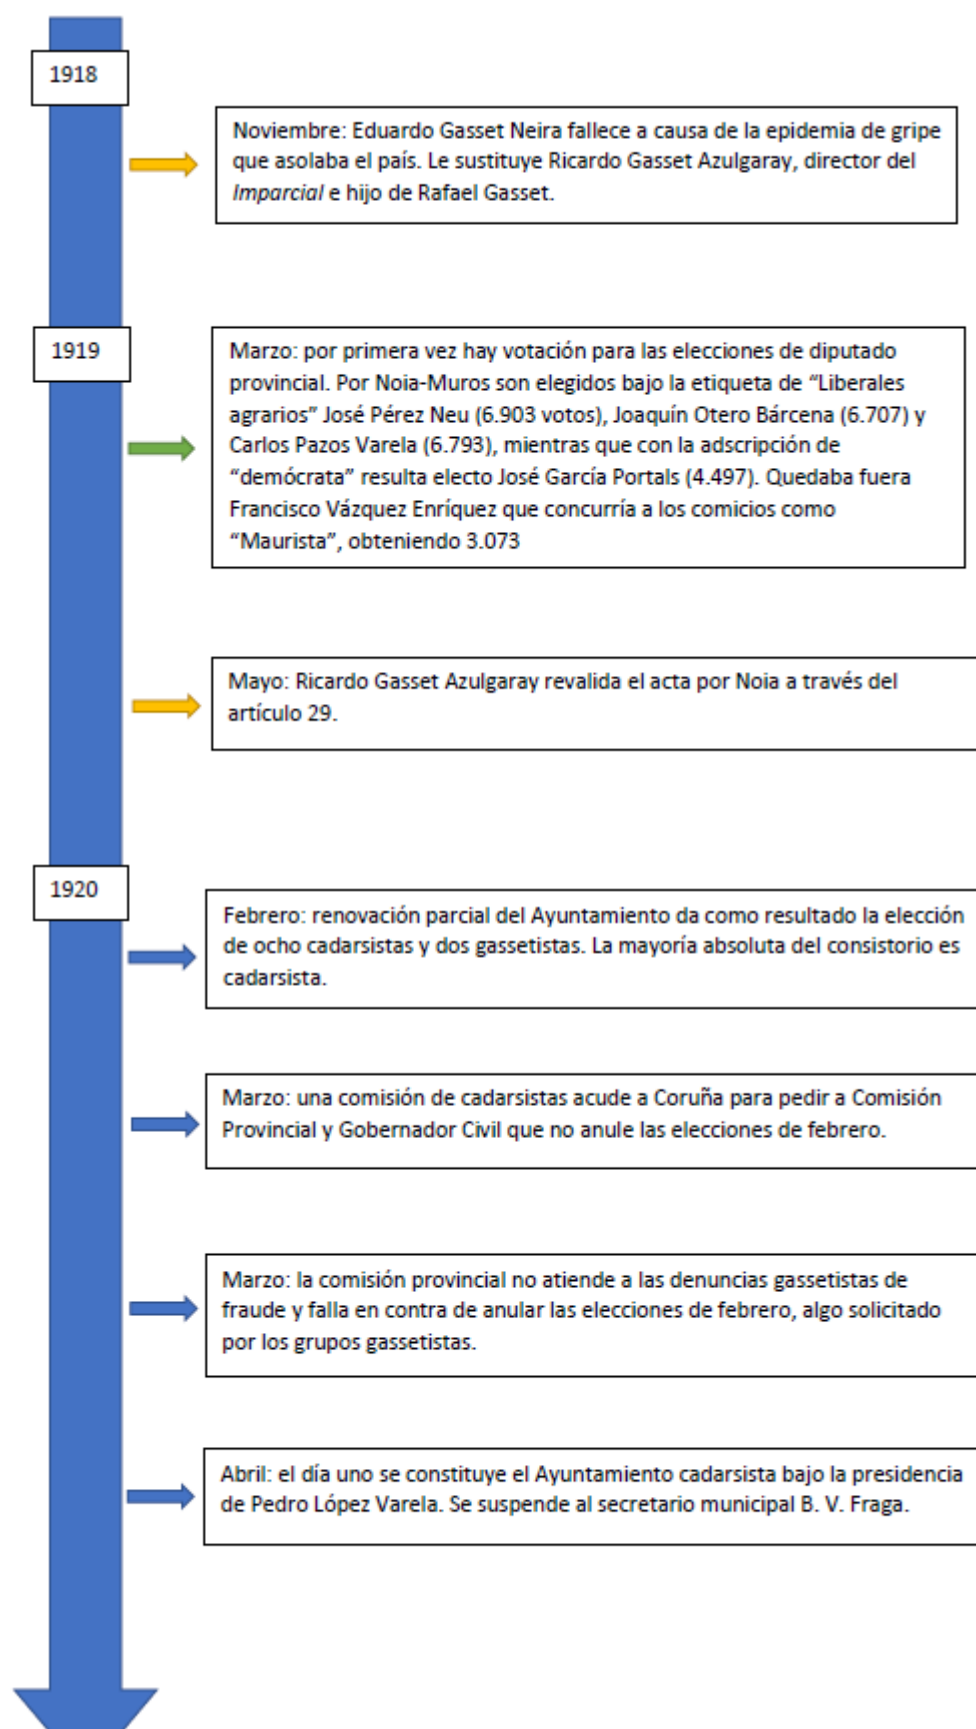 1918
Noviembre: Eduardo Gasset Neira fallece a causa de la epidemia de gripe
que asolaba el país. Le sustituye Ricardo Gasset Azulgaray, director del
Imparcial e hijo de Rafael Gasset.
1919
Marzo: por primera vez hay votación para las elecciones de diputado
provincial. Por Noia-Muros son elegidos bajo la etiqueta de “Liberales
agrarios” José Pérez Neu (6.903 votos), Joaquín Otero Bárcena (6.707) y
Carlos Pazos Varela (6.793), mientras que con la adscripción de
“demócrata” resulta electo José García Portals (4.497). Quedaba fuera
Francisco Vázquez Enríquez que concurría a los comicios como
“Maurista”, obteniendo 3.073
Mayo: Ricardo Gasset Azulgaray revalida el acta por Noia a través del
artículo 29.
1920
Febrero: renovación parcial del Ayuntamiento da como resultado la elección
de ocho cadarsistas y dos gassetistas. La mayoría absoluta del consistorio es
cadarsista.
Marzo: una comisión de cadarsistas acude a Coruña para pedir a Comisión
Provincial y Gobernador Civil que no anule las elecciones de febrero.
Marzo: la comisión provincial no atiende a las denuncias gassetistas de
fraude y falla en contra de anular las elecciones de febrero, algo solicitado
por los grupos gassetistas.
Abril: el día uno se constituye el Ayuntamiento cadarsista bajo la presidencia
de Pedro López Varela. Se suspende al secretario municipal B. V. Fraga.